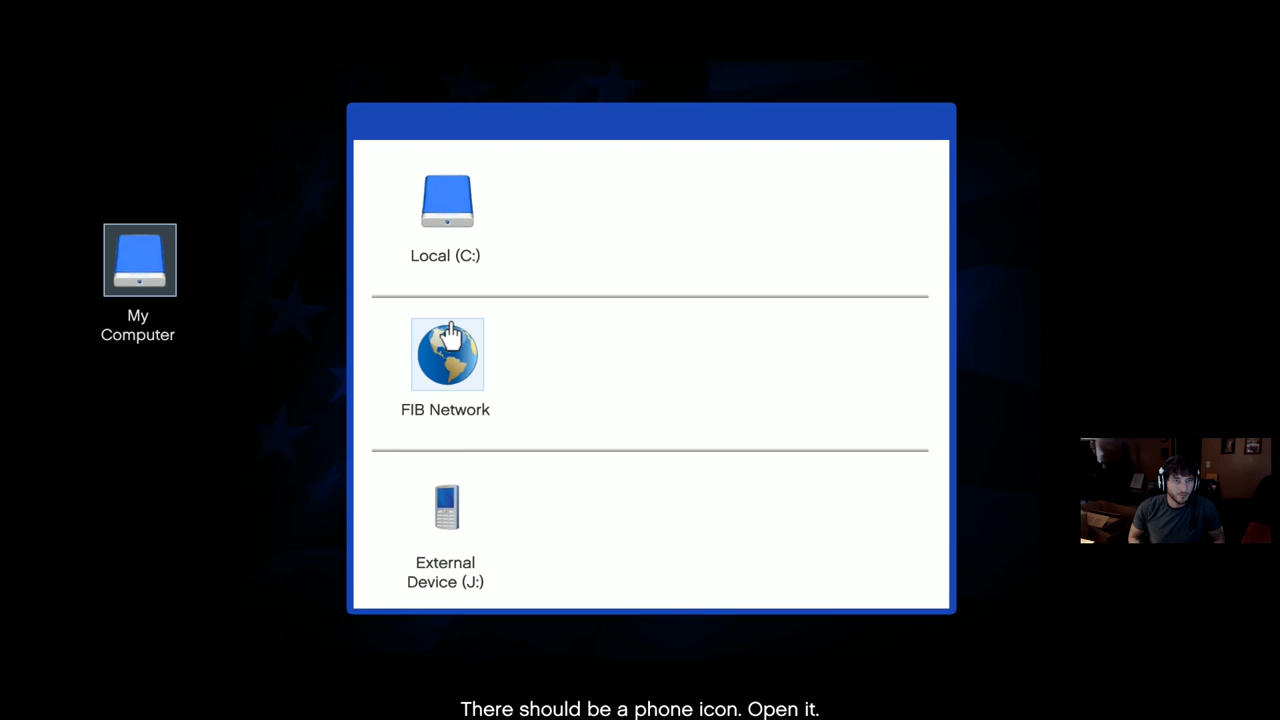 Local (C:)
My
Computer
FIB Network
External
Device (J:)
There should be a phone icon. Open it.